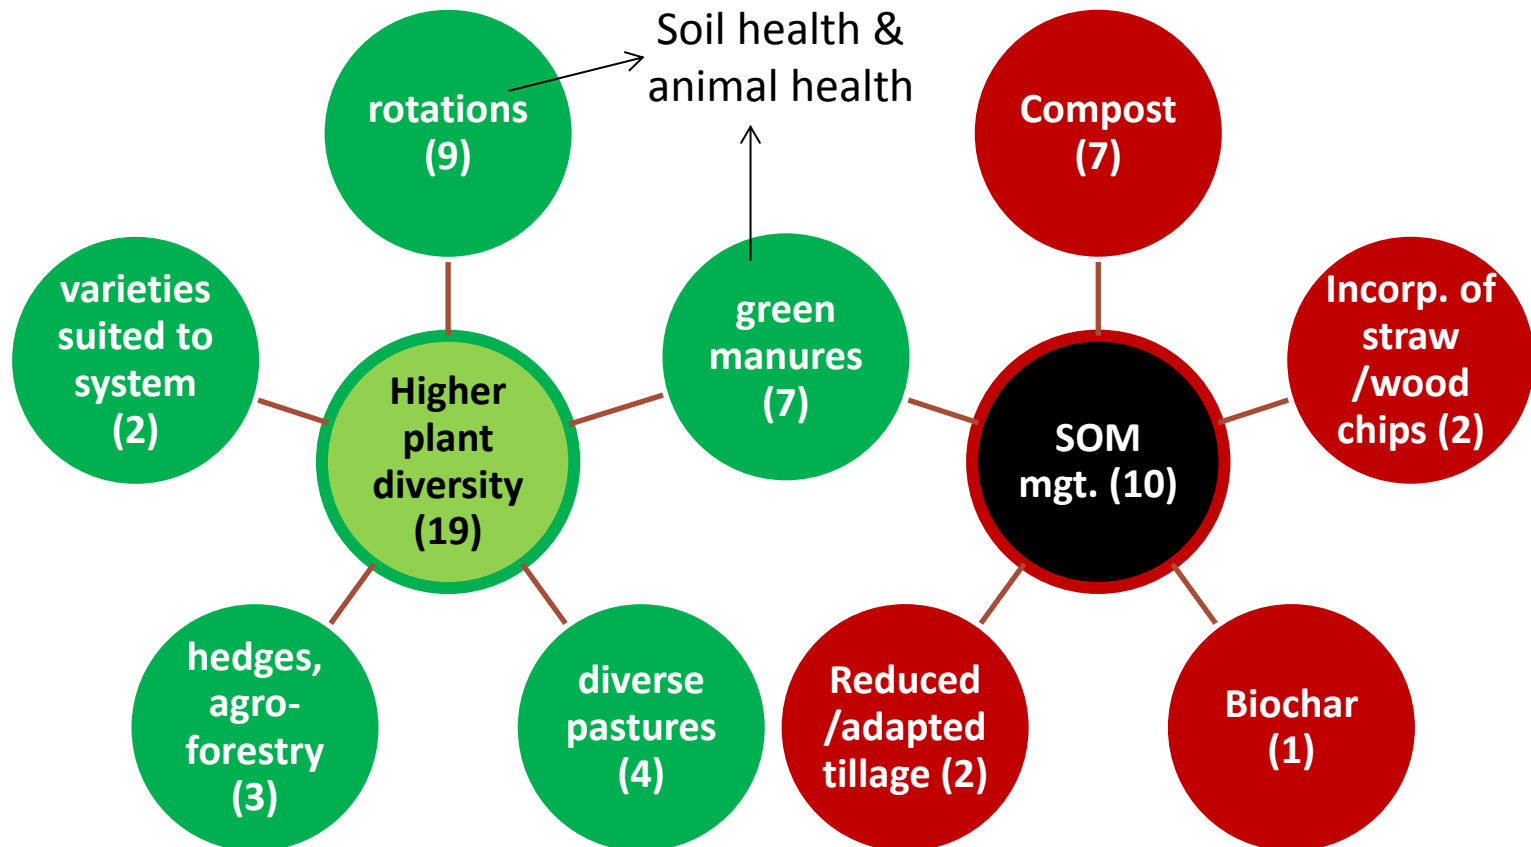 Soil health &
animal health
rotations
(9)
Compost
(7)
varieties
suited to
system
(2)
green
manures
(7)
Incorp. of
straw
/wood
chips (2)
Higher
plant
diversity
(19)
SOM
mgt. (10)
hedges,
agro-
forestry
(3)
diverse
pastures
(4)
Reduced
/adapted
tillage (2)
Biochar
(1)